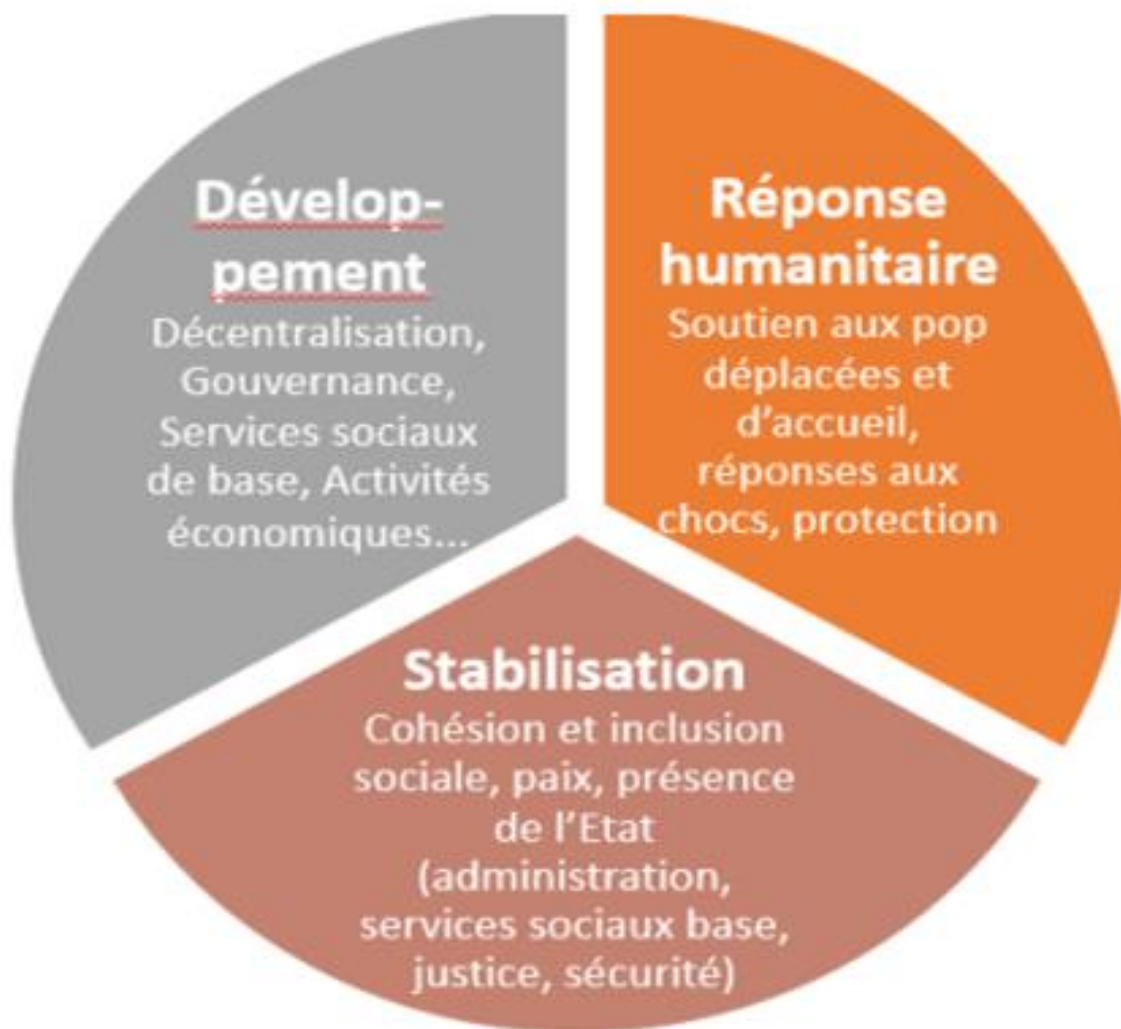 Dévelop-
pement
Décentralisation,
Gouvernance,
Services sociaux
de base, Activités
économiques...
Réponse
humanitaire
Soutien aux pop
déplacées et
d'accueil,
réponses aux
chocs, protection
Stabilisation
Cohésion et inclusion
sociale, paix, présence
de l'Etat
(administration,
services sociaux base,
justice, sécurité)